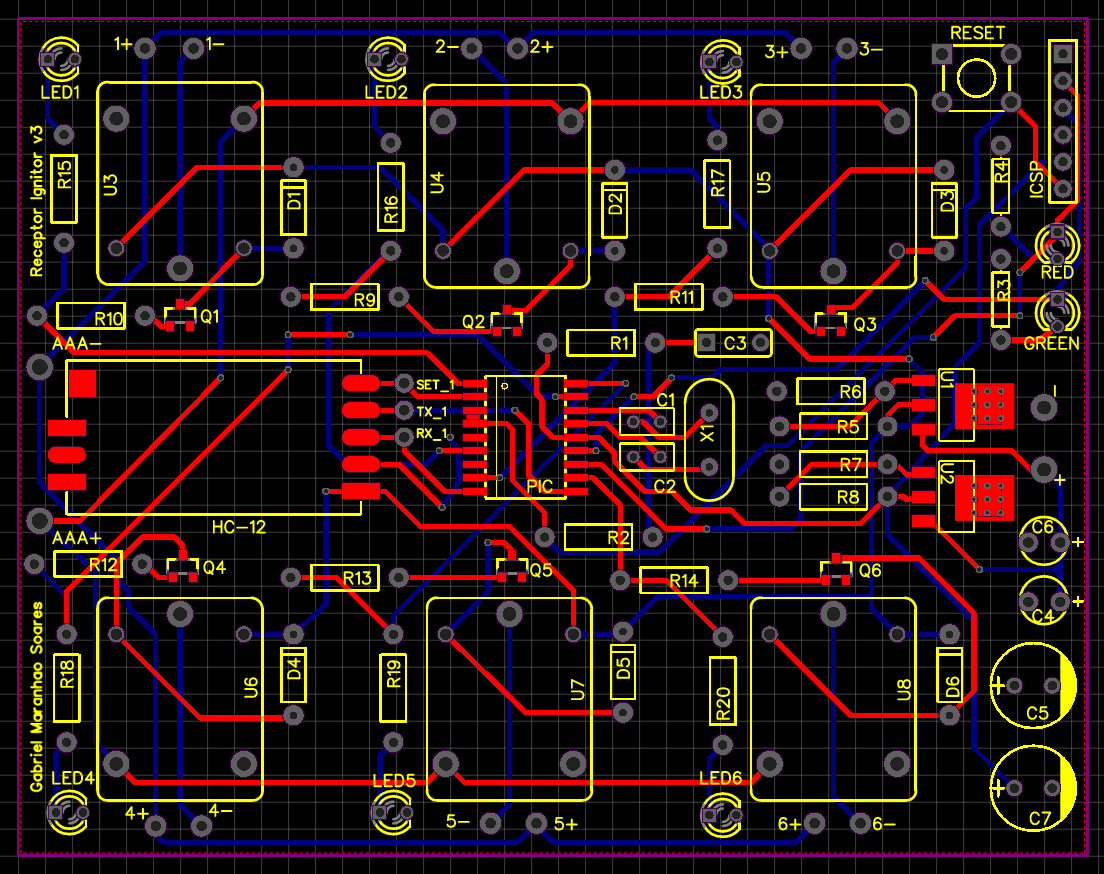 RESET
1+ 1- 2- 2+ 3+ 3-
LED1 LED2 LED3
Receptor Ignitor v3
R15 U3 D1 R16 U4 D2 R17 U5 D3 R4 ICSP
RED
R10 Q1 R9 Q2 R11 Q3 R3
AAA- R1 C3 GREEN
SET_1
TX_1
RX_1
C1 X1 R6 U1 -
R5
R7
C2 PIC R8 U2 +
HC-12
AAA+ R2 C6 +
R12 Q4 R13 Q5 R14 Q6
C4 +
Gabriel Maranhao Soares
R18 U6 D4 R19 U7 D5 R20 U8 D6 + C5
LED4 LED5 LED6 + C7
4+ 4- 5- 5+ 6+ 6-